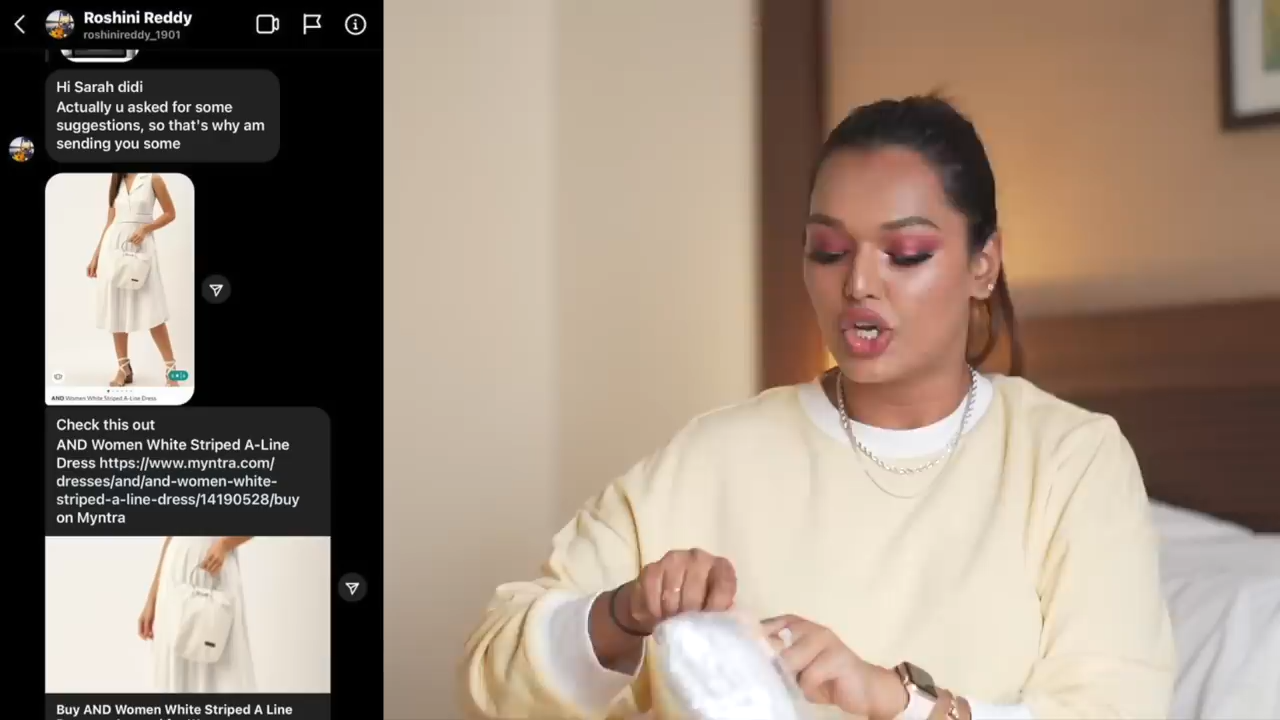 Roshini Reddy
roshinireddy_1901
Hi Sarah didi
Actually u asked for some
suggestions, so that's why am
sending you some
AND Women White Striped A-Line Dress
Check this out
AND Women White Striped A-Line
Dress https://www.myntra.com/
dresses/and/and-women-white-
striped-a-line-dress/14190528/buy
on Myntra
Buy AND Women White Striped A Line